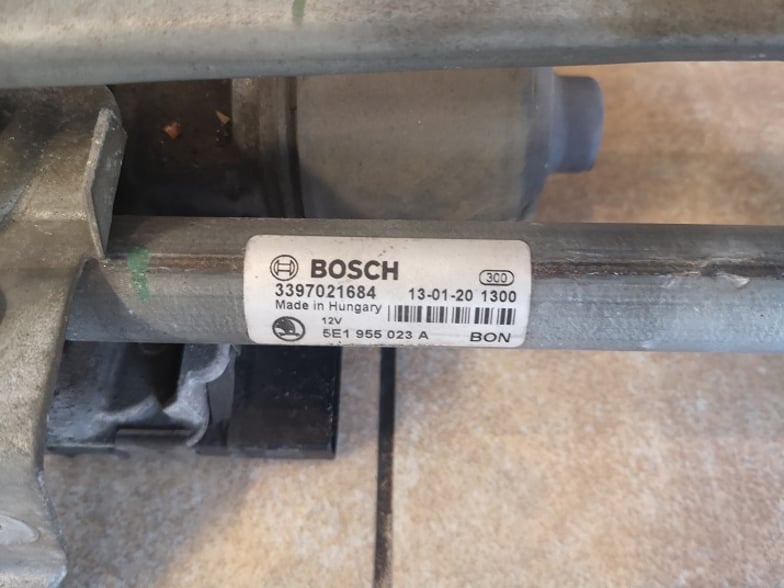 BOSCH 300
3397021684 13-01-20 1300
Made in Hungary
12V
5E1 955 023 A BON